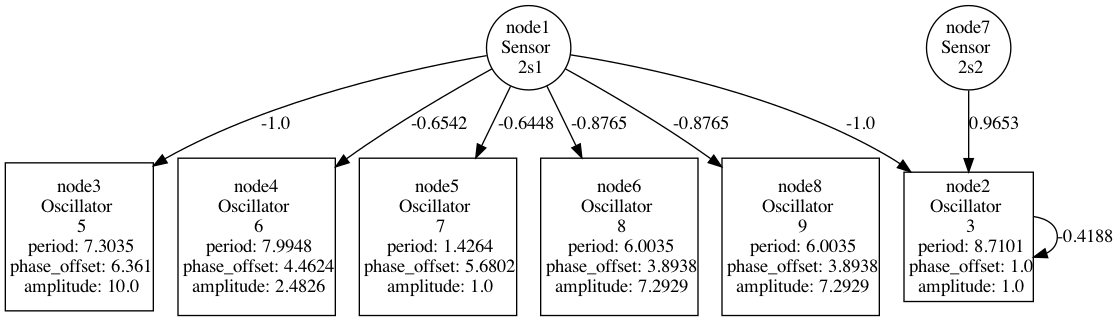 node1
Sensor
2s1
node7
Sensor
2s2
-1.0
-0.6542
-0.6448
-0.8765
-0.8765
-1.0
0.9653
node3
Oscillator
5
period: 7.3035
phase_offset: 6.361
amplitude: 10.0
node4
Oscillator
6
period: 7.9948
phase_offset: 4.4624
amplitude: 2.4826
node5
Oscillator
7
period: 1.4264
phase_offset: 5.6802
amplitude: 1.0
node6
Oscillator
8
period: 6.0035
phase_offset: 3.8938
amplitude: 7.2929
node8
Oscillator
9
period: 6.0035
phase_offset: 3.8938
amplitude: 7.2929
node2
Oscillator
3
period: 8.7101
phase_offset: 1.0
amplitude: 1.0
-0.4188